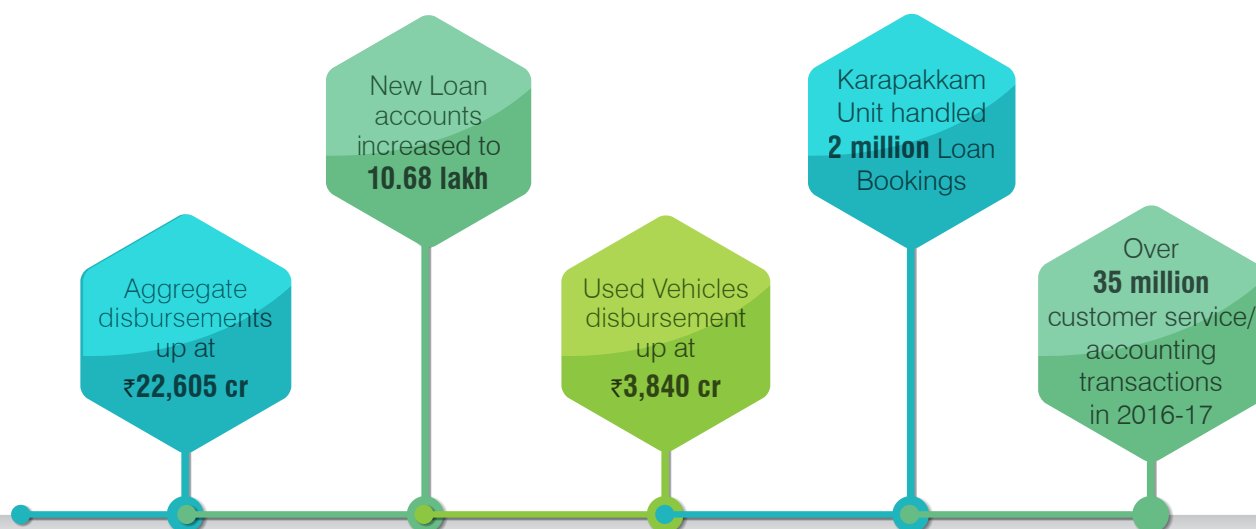 Aggregate
disbursements
up at
₹22,605 cr
New Loan
accounts
increased to
10.68 lakh
Used Vehicles
disbursement
up at
₹3,840 cr
Karapakkam
Unit handled
2 million Loan
Bookings
Over
35 million
customer service/
accounting
transactions
in 2016-17